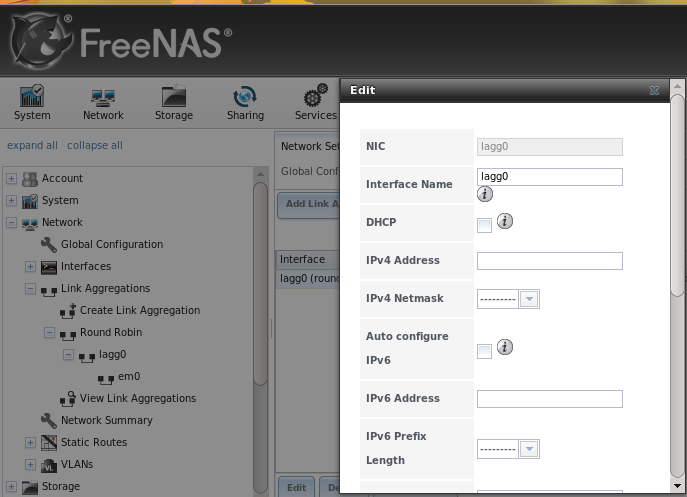 FreeNAS®
System
Network
Storage
Sharing
Services
expand all collapse all
Account
System
Network
Global Configuration
Interfaces
Link Aggregations
Create Link Aggregation
Round Robin
lagg0
em0
View Link Aggregations
Network Summary
Static Routes
VLANs
Storage
Network Set
Global Conf
Add Link A
Interface
lagg0 (roun
Edit
De
Edit
NIC
lagg0
Interface Name
lagg0
DHCP
IPv4 Address
IPv4 Netmask
---------
Auto configure
IPv6
IPv6 Address
IPv6 Prefix
Length
---------